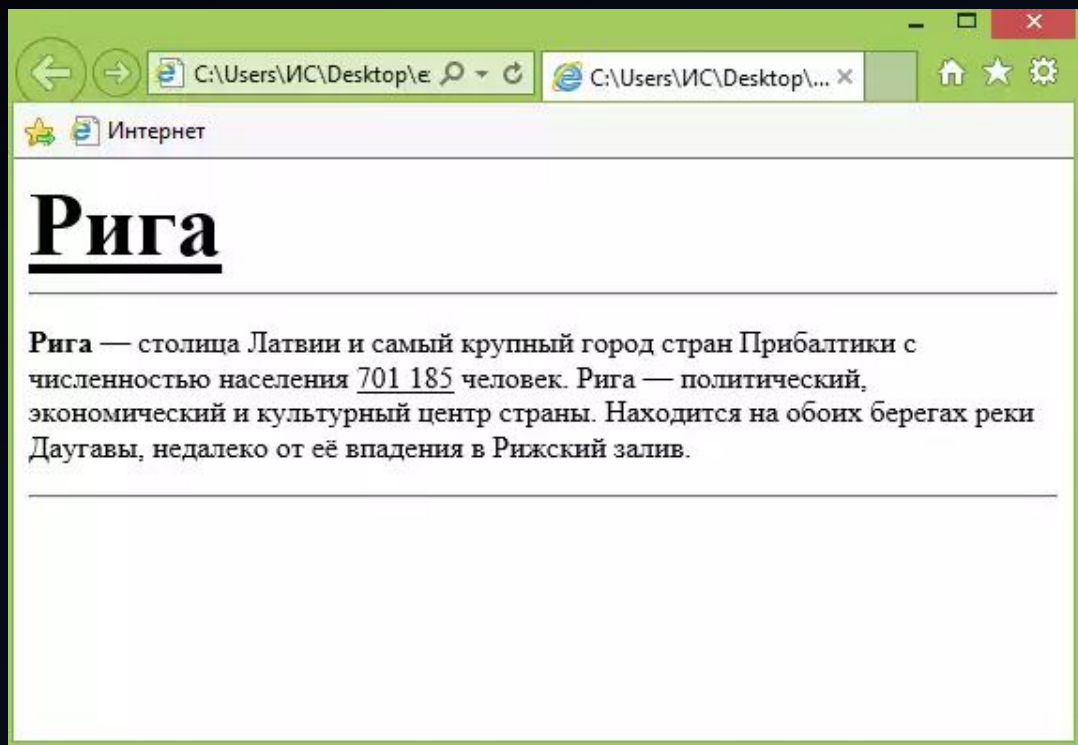 C:\Users\ИС\Desktop\e
C:\Users\ИС\Desktop\...
Интернет
Рига
Рига — столица Латвии и самый крупный город стран Прибалтики с
численностью населения 701 185 человек. Рига — политический,
экономический и культурный центр страны. Находится на обоих берегах реки
Даугавы, недалеко от её впадения в Рижский залив.